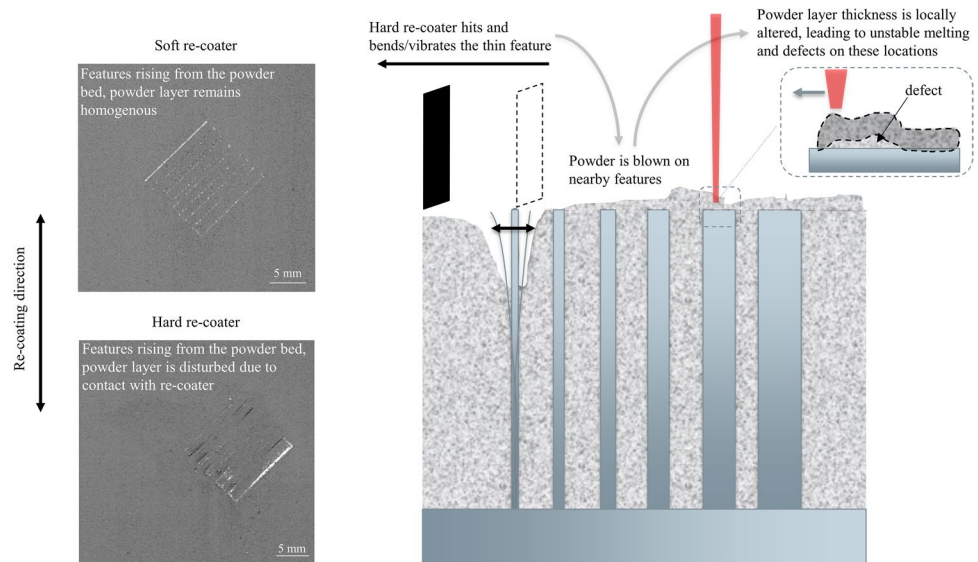 Soft re-coater
Features rising from the powder
bed, powder layer remains
homogenous
5 mm
Re-coating direction
Hard re-coater
Features rising from the powder bed,
powder layer is disturbed due to
contact with re-coater
5 mm
Hard re-coater hits and
bends/vibrates the thin feature
Powder is blown on
nearby features
Powder layer thickness is locally
altered, leading to unstable melting
and defects on these locations
defect